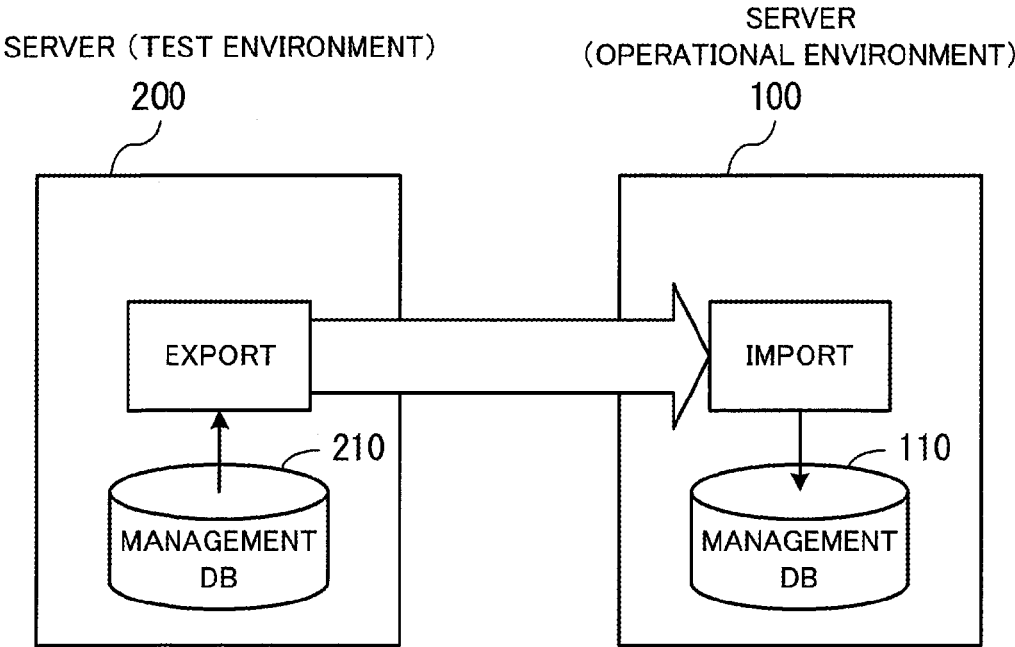 SERVER (TEST ENVIRONMENT)
200
SERVER
(OPERATIONAL ENVIRONMENT)
100
EXPORT
IMPORT
210
MANAGEMENT
DB
110
MANAGEMENT
DB